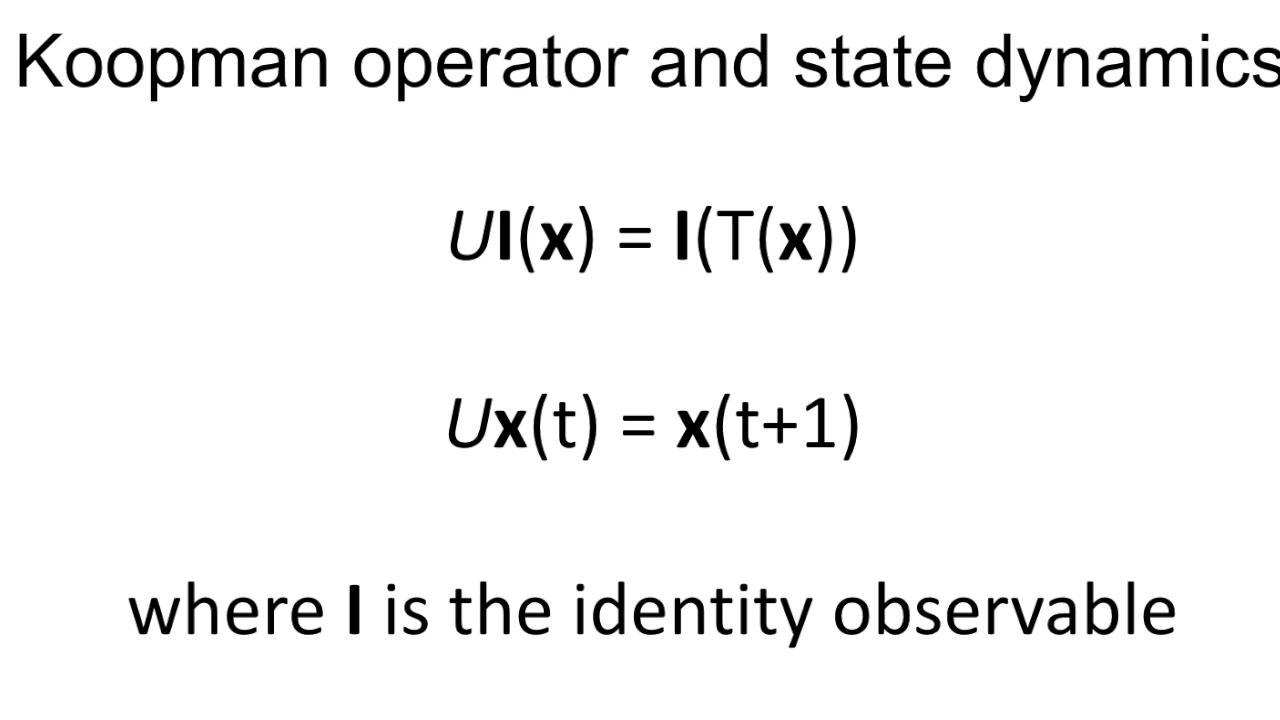 Koopman operator and state dynamics
UI(x) = I(T(x))
Ux(t) = x(t+1)
where I is the identity observable